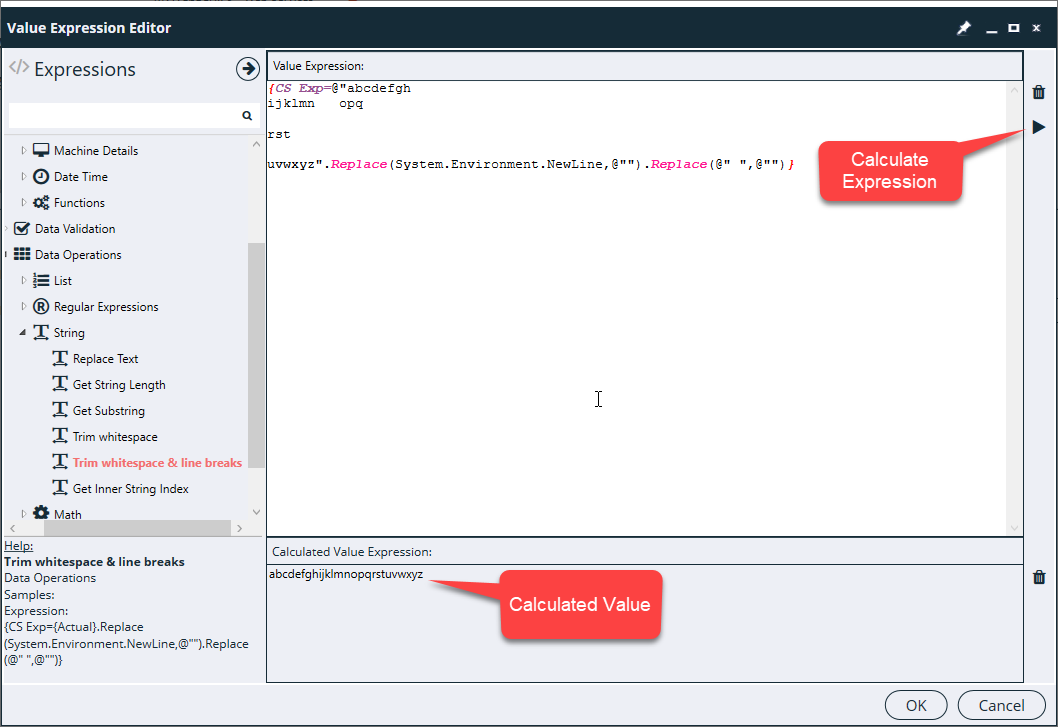 Value Expression Editor
</> Expressions
Machine Details
Date Time
Functions
Data Validation
Data Operations
List
Regular Expressions
String
Replace Text
Get String Length
Get Substring
Trim whitespace
Trim whitespace & line breaks
Get Inner String Index
Math
Help:
Trim whitespace & line breaks
Data Operations
Samples:
Expression:
{CS Exp={Actual}.Replace
(System.Environment.NewLine,@"").Replace
(@" ",@"")}
Value Expression:
{CS Exp=@"abcdefgh
ijklmn   opq
rst
uvwxyz".Replace(System.Environment.NewLine,@"").Replace(@" ",@"")}
Calculate
Expression
Calculated Value Expression:
abcdefghijklmnopqrstuvwxyz
Calculated Value
OK
Cancel